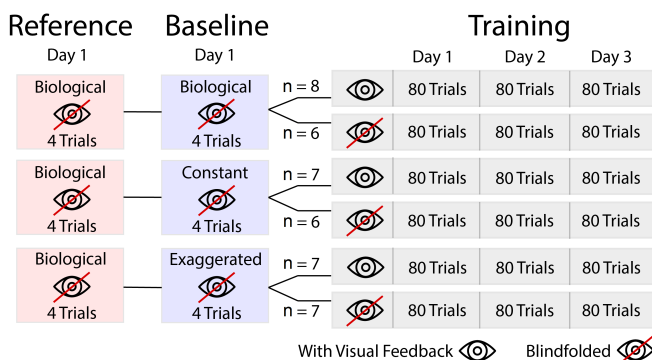 Reference Baseline Training
Day 1 Day 1 Day 1 Day 2 Day 3
Biological Biological n = 8 80 Trials 80 Trials 80 Trials
4 Trials 4 Trials n = 6 80 Trials 80 Trials 80 Trials
Biological Constant n = 7 80 Trials 80 Trials 80 Trials
4 Trials 4 Trials n = 6 80 Trials 80 Trials 80 Trials
Biological Exaggerated n = 7 80 Trials 80 Trials 80 Trials
4 Trials 4 Trials n = 7 80 Trials 80 Trials 80 Trials
With Visual Feedback Blindfolded